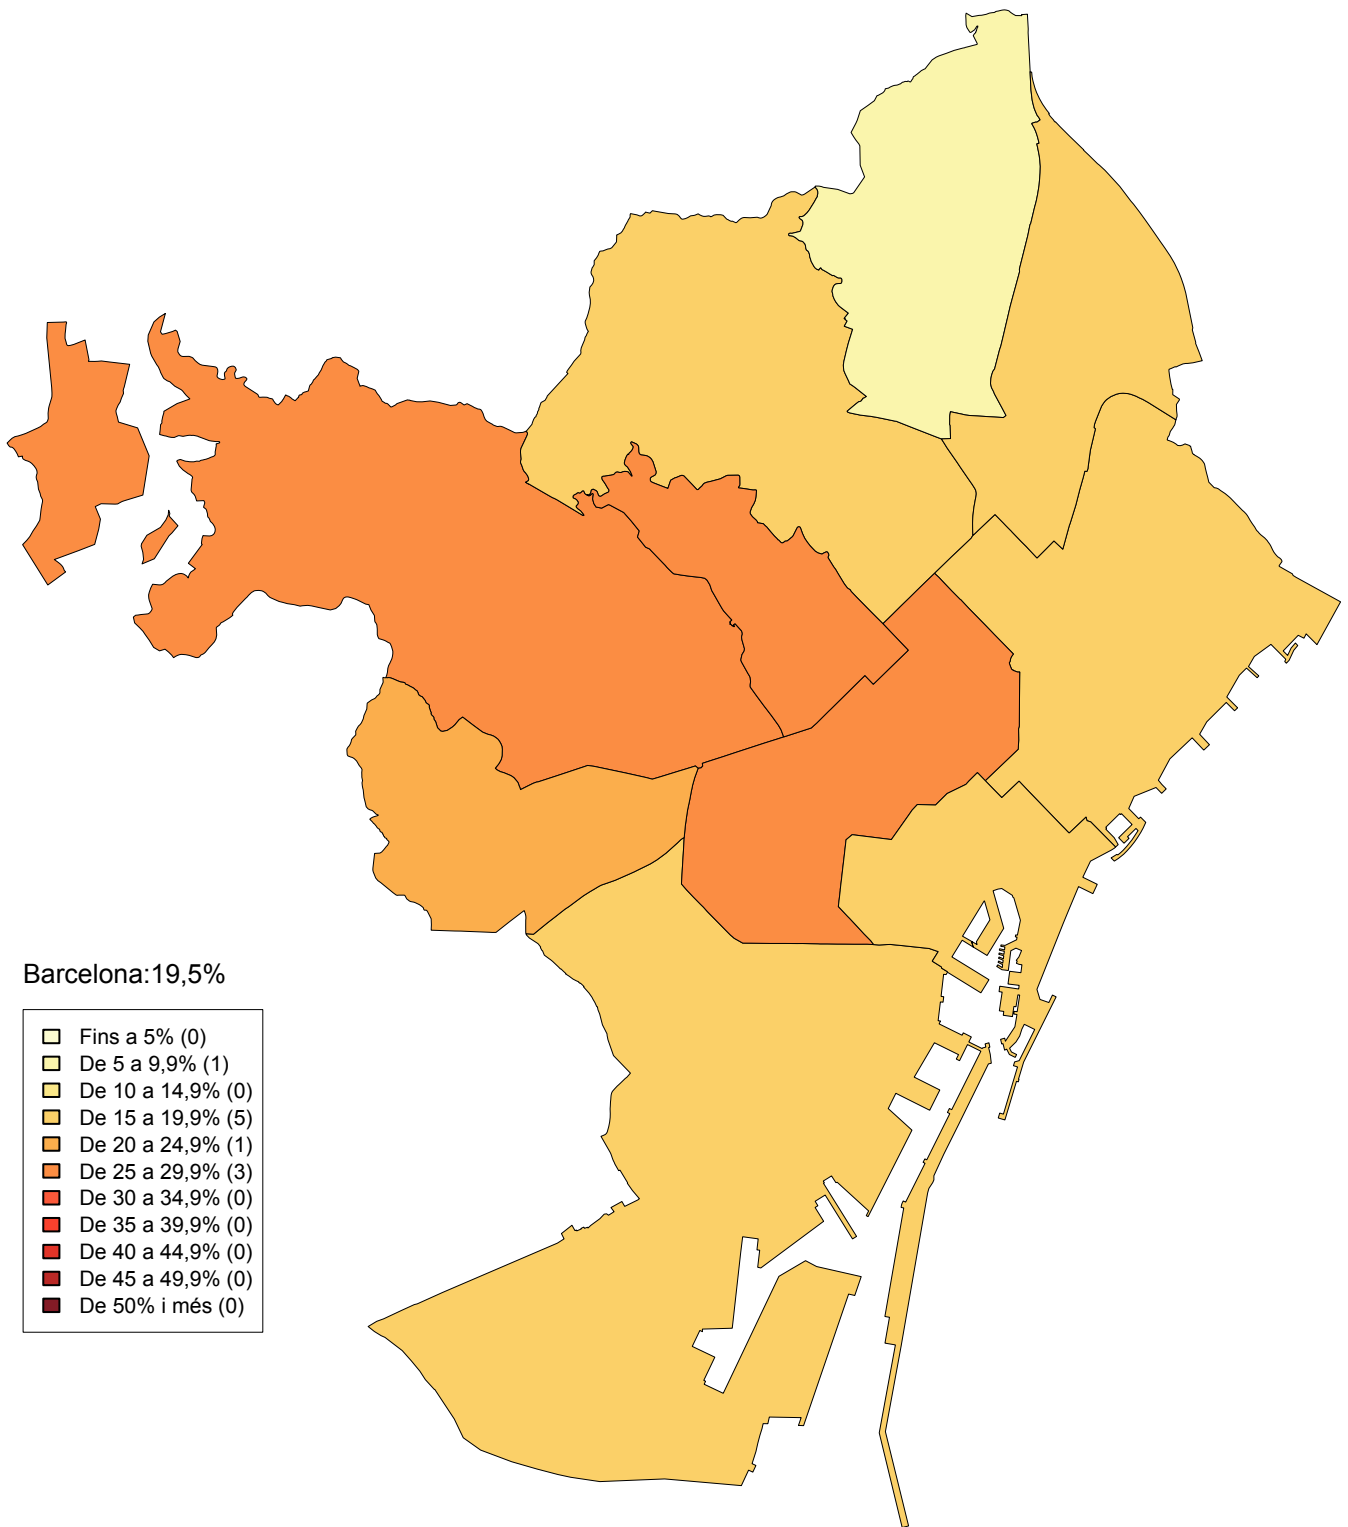 Barcelona:19,5%
Fins a 5% (0)
De 5 a 9,9% (1)
De 10 a 14,9% (0)
De 15 a 19,9% (5)
De 20 a 24,9% (1)
De 25 a 29,9% (3)
De 30 a 34,9% (0)
De 35 a 39,9% (0)
De 40 a 44,9% (0)
De 45 a 49,9% (0)
De 50% i més (0)